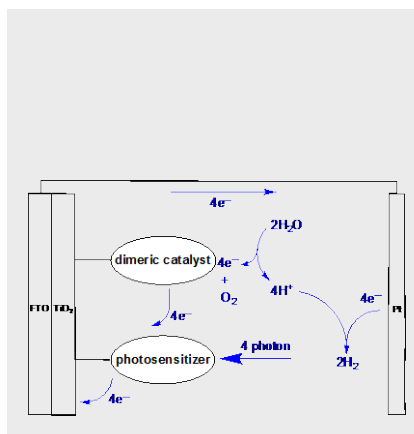 4e⁻
2H₂O
dimeric catalyst
4e⁻
+
O₂
4H⁺
FTO
TiO₂
4e⁻
4e⁻
Pt
4 photon
photosensitizer
2H₂
4e⁻